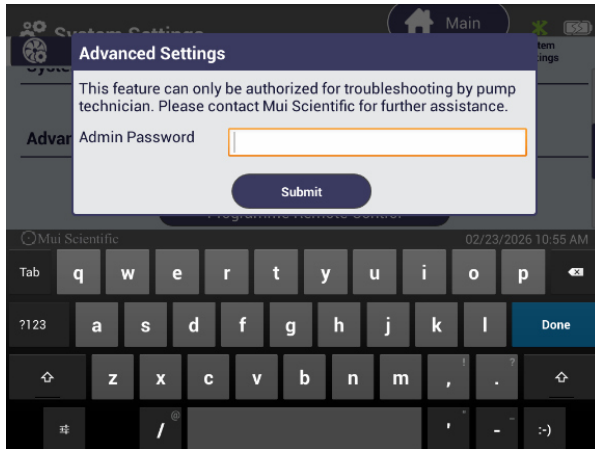 System Settings
Main
Advanced Settings
This feature can only be authorized for troubleshooting by pump
technician. Please contact Mui Scientific for further assistance.
Admin Password
Submit
Programme Remote Control
Mui Scientific
02/23/2026 10:55 AM
Tab q w e r t y u i o p
?123 a s d f g h j k l Done
z x c v b n m , ! . ?
/ @ ' " - _ :-)